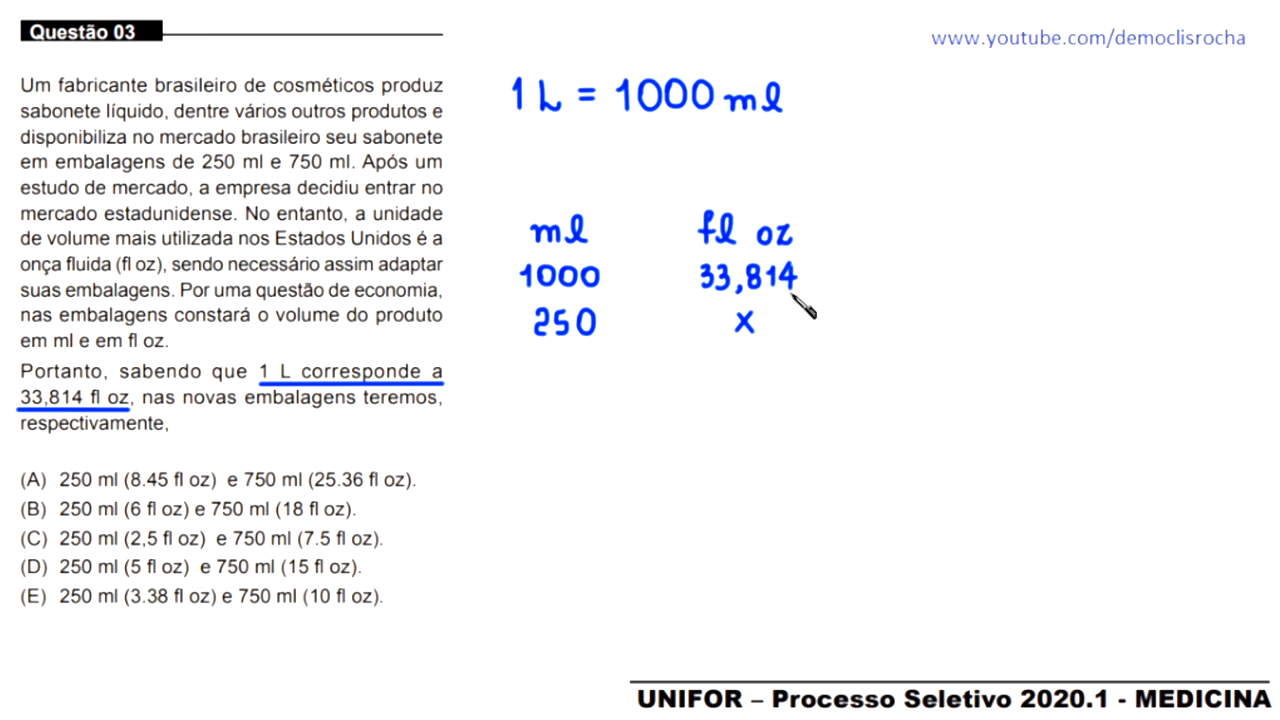 Questão 03
www.youtube.com/democlisrocha
Um fabricante brasileiro de cosméticos produz
sabonete líquido, dentre vários outros produtos e
disponibiliza no mercado brasileiro seu sabonete
em embalagens de 250 ml e 750 ml. Após um
estudo de mercado, a empresa decidiu entrar no
mercado estadunidense. No entanto, a unidade
de volume mais utilizada nos Estados Unidos é a
onça fluida (fl oz), sendo necessário assim adaptar
suas embalagens. Por uma questão de economia,
nas embalagens constará o volume do produto
em ml e em fl oz.
Portanto, sabendo que 1 L corresponde a
33,814 fl oz, nas novas embalagens teremos,
respectivamente,
(A) 250 ml (8.45 fl oz) e 750 ml (25.36 fl oz).
(B) 250 ml (6 fl oz) e 750 ml (18 fl oz).
(C) 250 ml (2,5 fl oz) e 750 ml (7.5 fl oz).
(D) 250 ml (5 fl oz) e 750 ml (15 fl oz).
(E) 250 ml (3.38 fl oz) e 750 ml (10 fl oz).
1 L = 1000 ml
ml fl oz
1000 33,814
250 x
UNIFOR – Processo Seletivo 2020.1 - MEDICINA